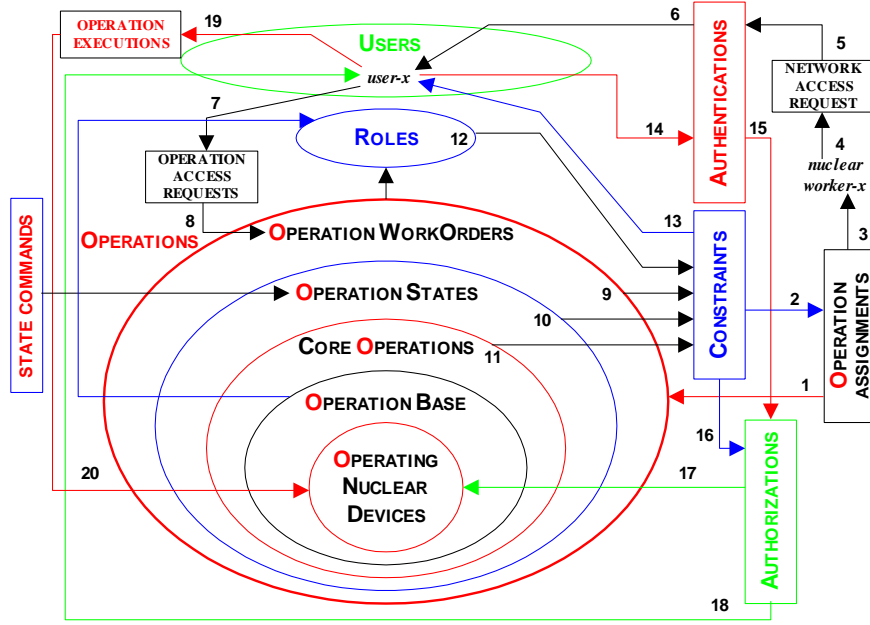 OPERATION
EXECUTIONS
19
USERS
user-x
6
AUTHENTICATIONS
5
NETWORK
ACCESS
REQUEST
7
ROLES
12
14
15
4
nuclear
worker-x
OPERATION
ACCESS
REQUESTS
8
OPERATIONS
OPERATION WORKORDERS
13
3
STATE COMMANDS
OPERATION STATES
9
10
CONSTRAINTS
2
OPERATION
ASSIGNMENTS
CORE OPERATIONS
11
1
OPERATION BASE
16
OPERATING
NUCLEAR
DEVICES
20
17
AUTHORIZATIONS
18